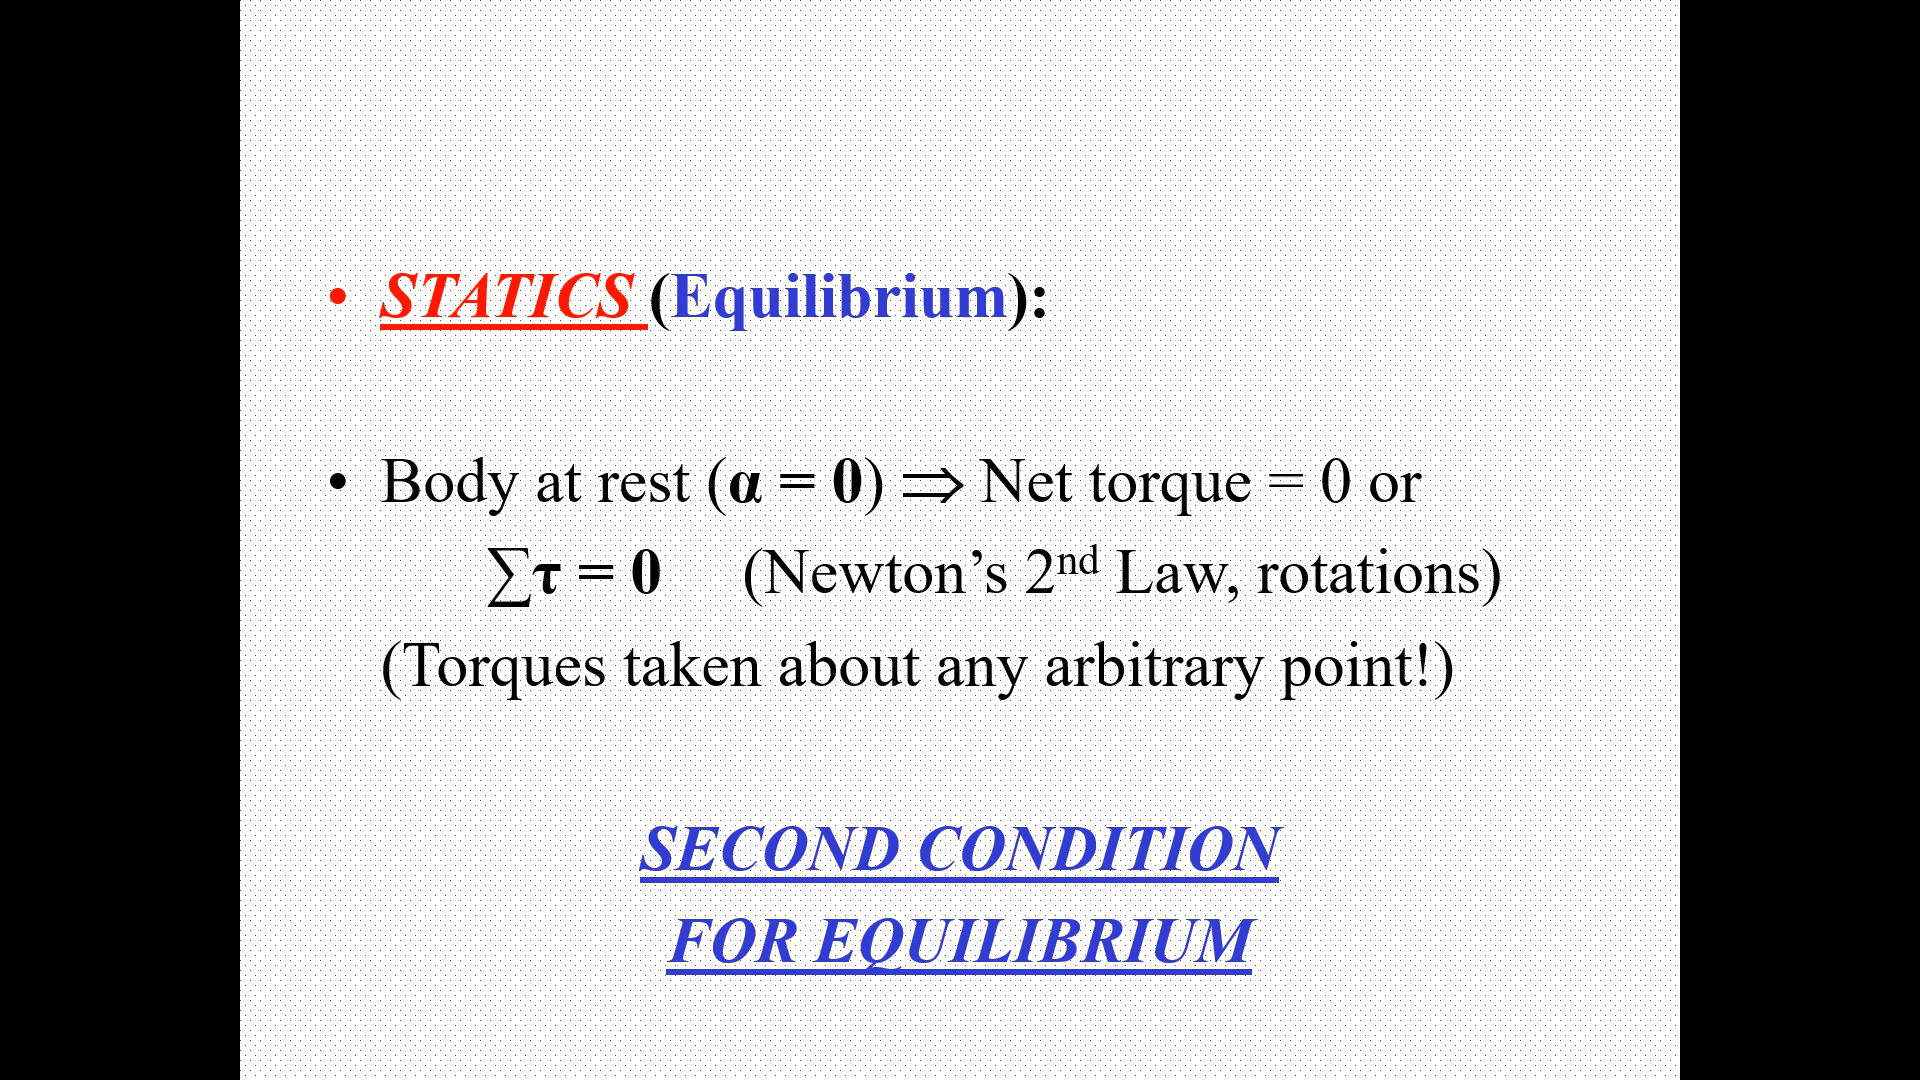 • STATICS (Equilibrium):
• Body at rest (α = 0) ⇒ Net torque = 0 or
∑τ = 0 (Newton’s 2nd Law, rotations)
(Torques taken about any arbitrary point!)
SECOND CONDITION
FOR EQUILIBRIUM